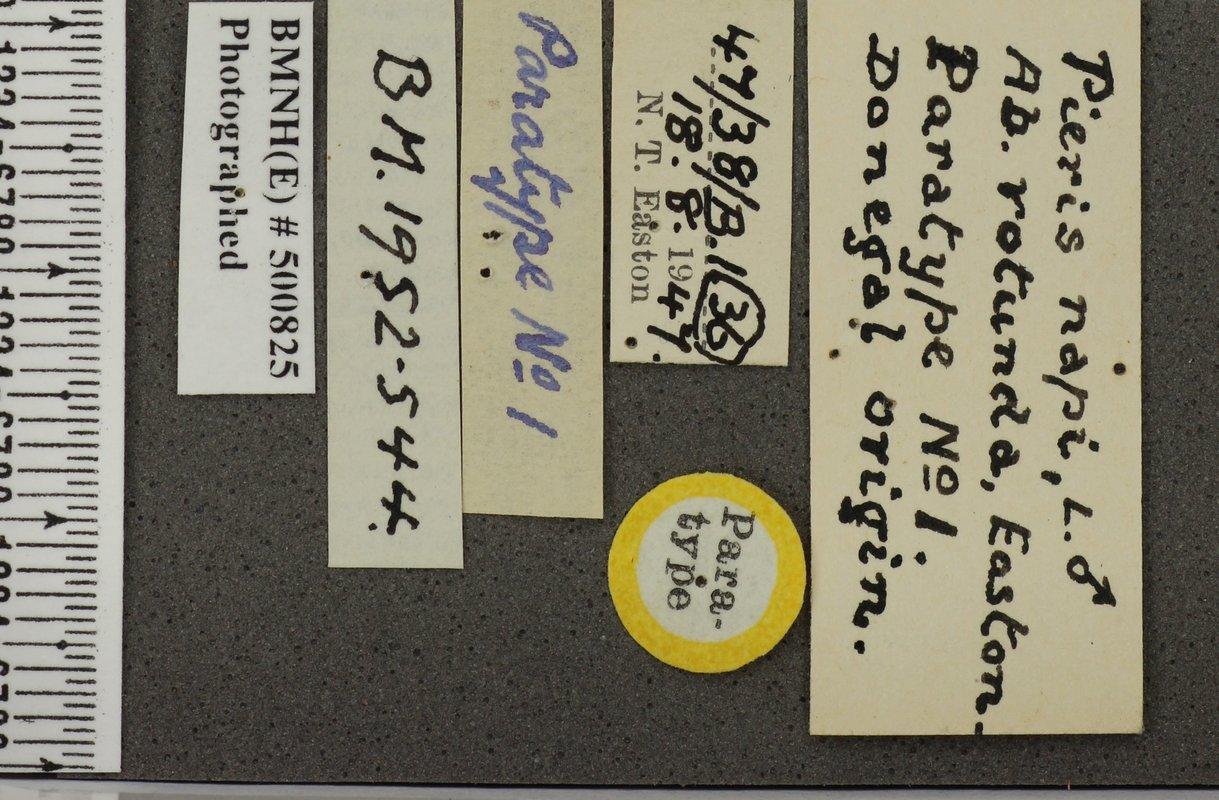 Pieris napi, L. ♂
Ab. rotunda, Easton.
Paratype No 1.
Donegal origin.
47/38/B.1 36
18. 8. 1947.
N. T. Easton
Para-
type
Paratype No 1
B.M. 1952-544.
BMNH(E) # 500825
Photographed